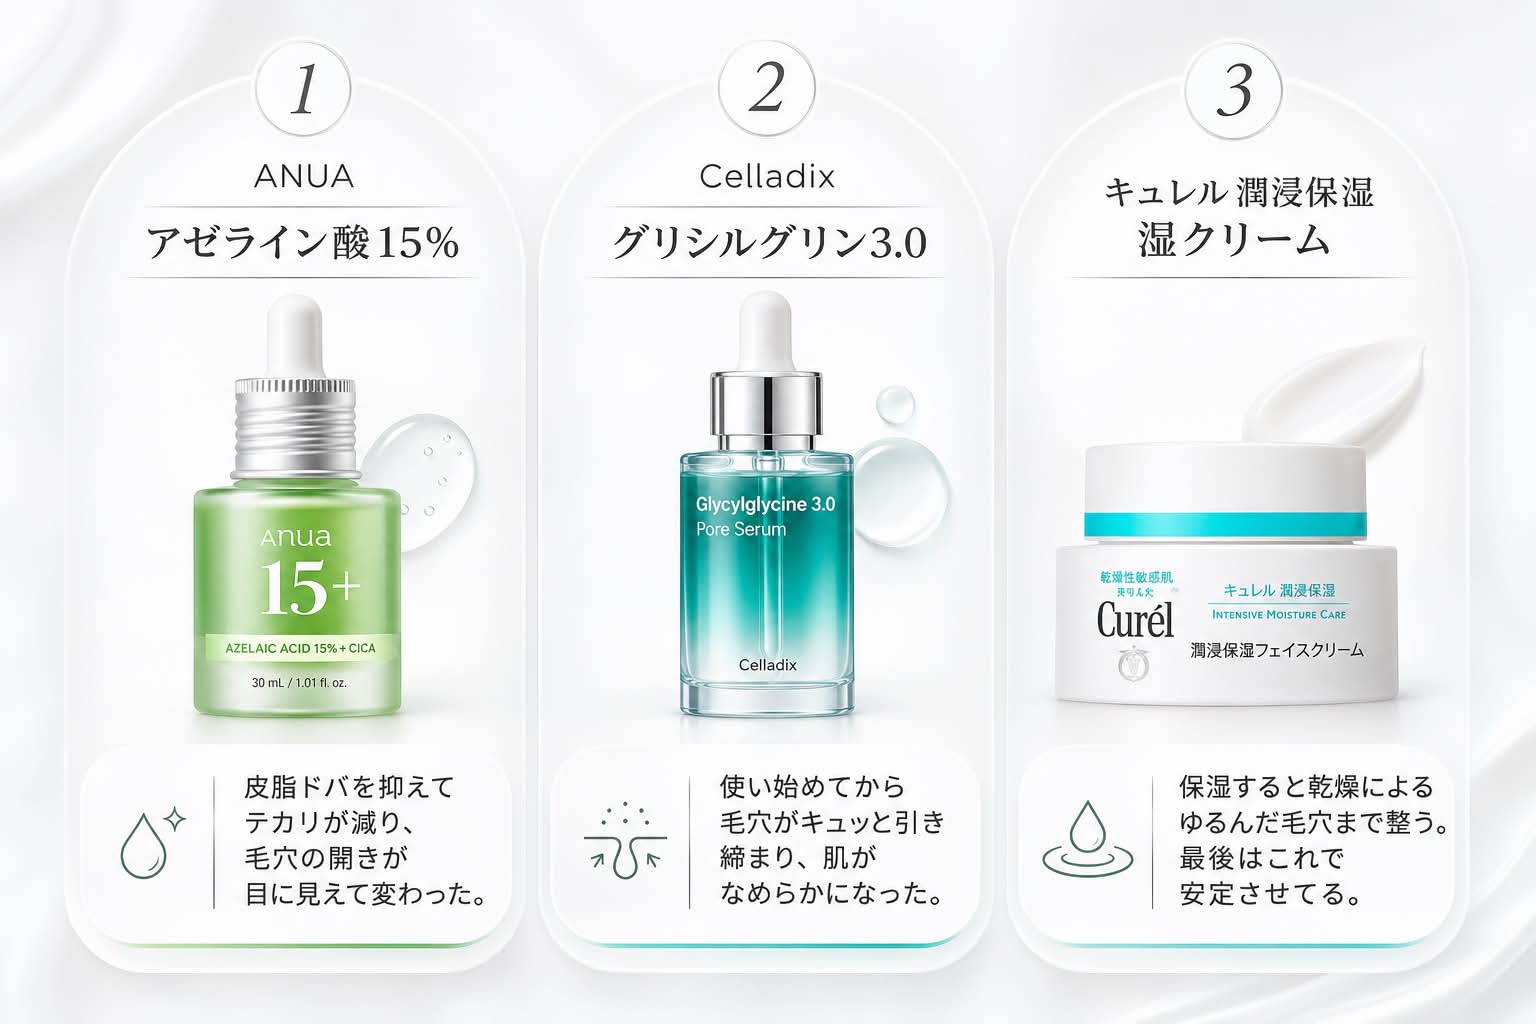 1
ANUA
アゼライン酸15%
Anua
15+
AZELAIC ACID 15% + CICA
30 mL / 1.01 fl. oz.
皮脂ドバを抑えて
テカリが減り、
毛穴の開きが
目に見えて変わった。
2
Celladix
グリシルグリン3.0
Glycylglycine 3.0
Pore Serum
Celladix
使い始めてから
毛穴がキュッと引き
締まり、肌が
なめらかになった。
3
キュレル 潤浸保湿
湿クリーム
乾燥性敏感肌
Curél
キュレル 潤浸保湿
INTENSIVE MOISTURE CARE
潤浸保湿フェイスクリーム
保湿すると乾燥による
ゆるんだ毛穴まで整う。
最後はこれで
安定させてる。